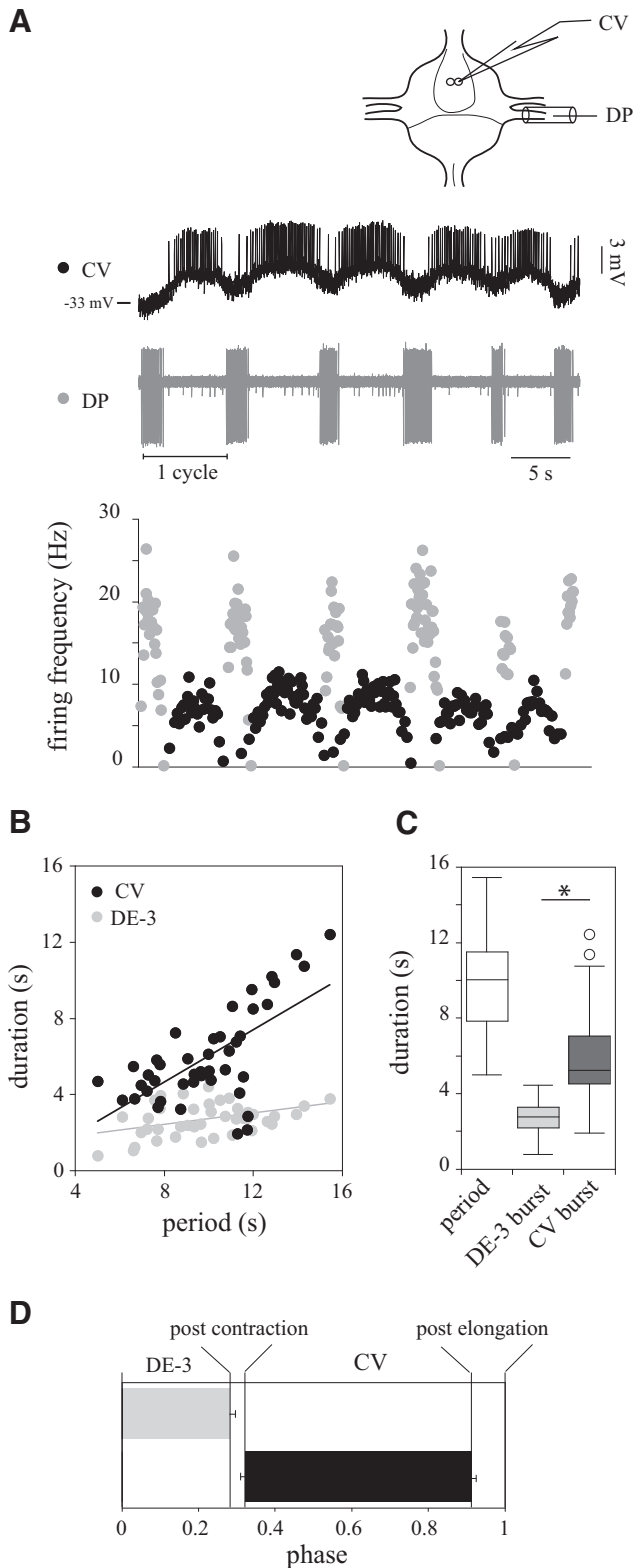 A
CV
DP
CV
3 mV
-33 mV
DP
1 cycle
5 s
firing frequency (Hz)
30
20
10
0
B
16
12
8
4
0
CV
DE-3
duration (s)
4
8
12
16
period (s)
C
16
12
8
4
0
*
duration (s)
period
DE-3 burst
CV burst
D
post contraction
post elongation
DE-3
CV
0
0.2
0.4
0.6
0.8
1
phase